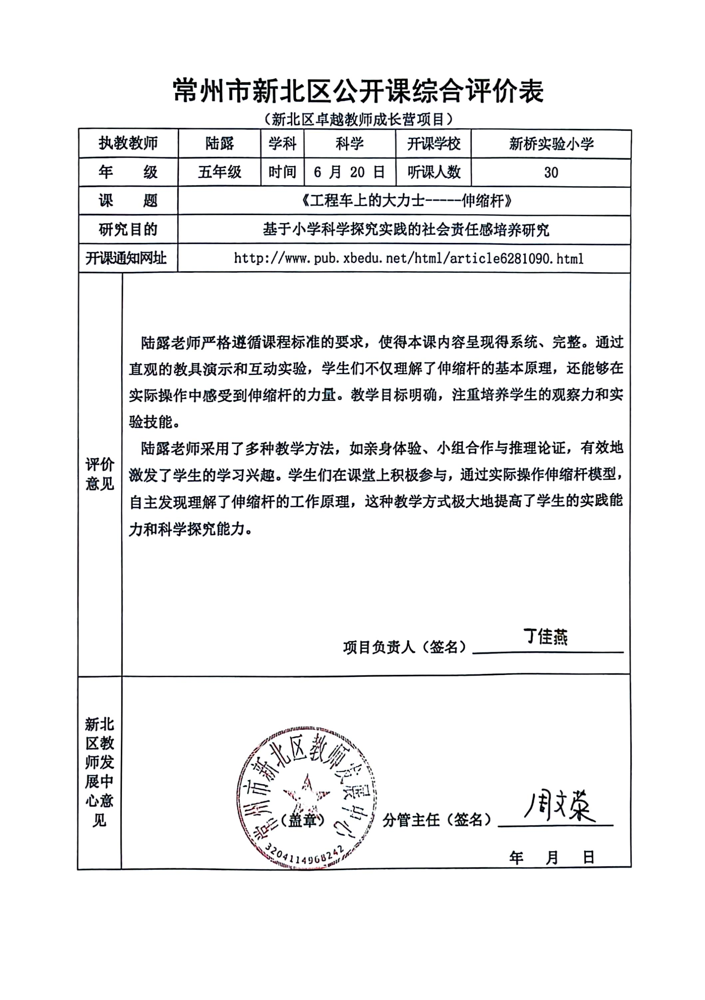 常州市新北区公开课综合评价表
（新北区卓越教师成长营项目）
执教教师 陆露 学科 科学 开课学校 新桥实验小学
年 级 五年级 时间 6 月 20 日 听课人数 30
课 题 《工程车上的大力士-----伸缩杆》
研究目的 基于小学科学探究实践的社会责任感培养研究
开课通知网址 http://www.pub.xbedu.net/html/article6281090.html
评价
意见
陆露老师严格遵循课程标准的要求，使得本课内容呈现得系统、完整。通过
直观的教具演示和互动实验，学生们不仅理解了伸缩杆的基本原理，还能够在
实际操作中感受到伸缩杆的力量。教学目标明确，注重培养学生的观察力和实
验技能。
陆露老师采用了多种教学方法，如亲身体验、小组合作与推理论证，有效地
激发了学生的学习兴趣。学生们在课堂上积极参与，通过实际操作伸缩杆模型，
自主发现理解了伸缩杆的工作原理，这种教学方式极大地提高了学生的实践能
力和科学探究能力。
项目负责人（签名） 丁佳燕
新北
区教
师发
展中
心意
见
常州市新北区教师发展中心
3204114968242
（盖章） 分管主任（签名） 周文荣
年 月 日